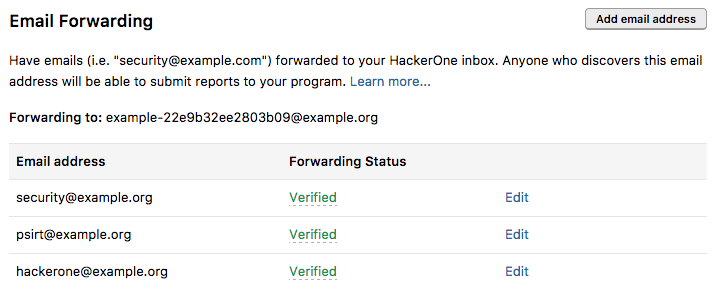 Email Forwarding
Add email address
Have emails (i.e. "security@example.com") forwarded to your HackerOne inbox. Anyone who discovers this email
address will be able to submit reports to your program. Learn more...
Forwarding to: example-22e9b32ee2803b09@example.org
Email address Forwarding Status
security@example.org Verified Edit
psirt@example.org Verified Edit
hackerone@example.org Verified Edit